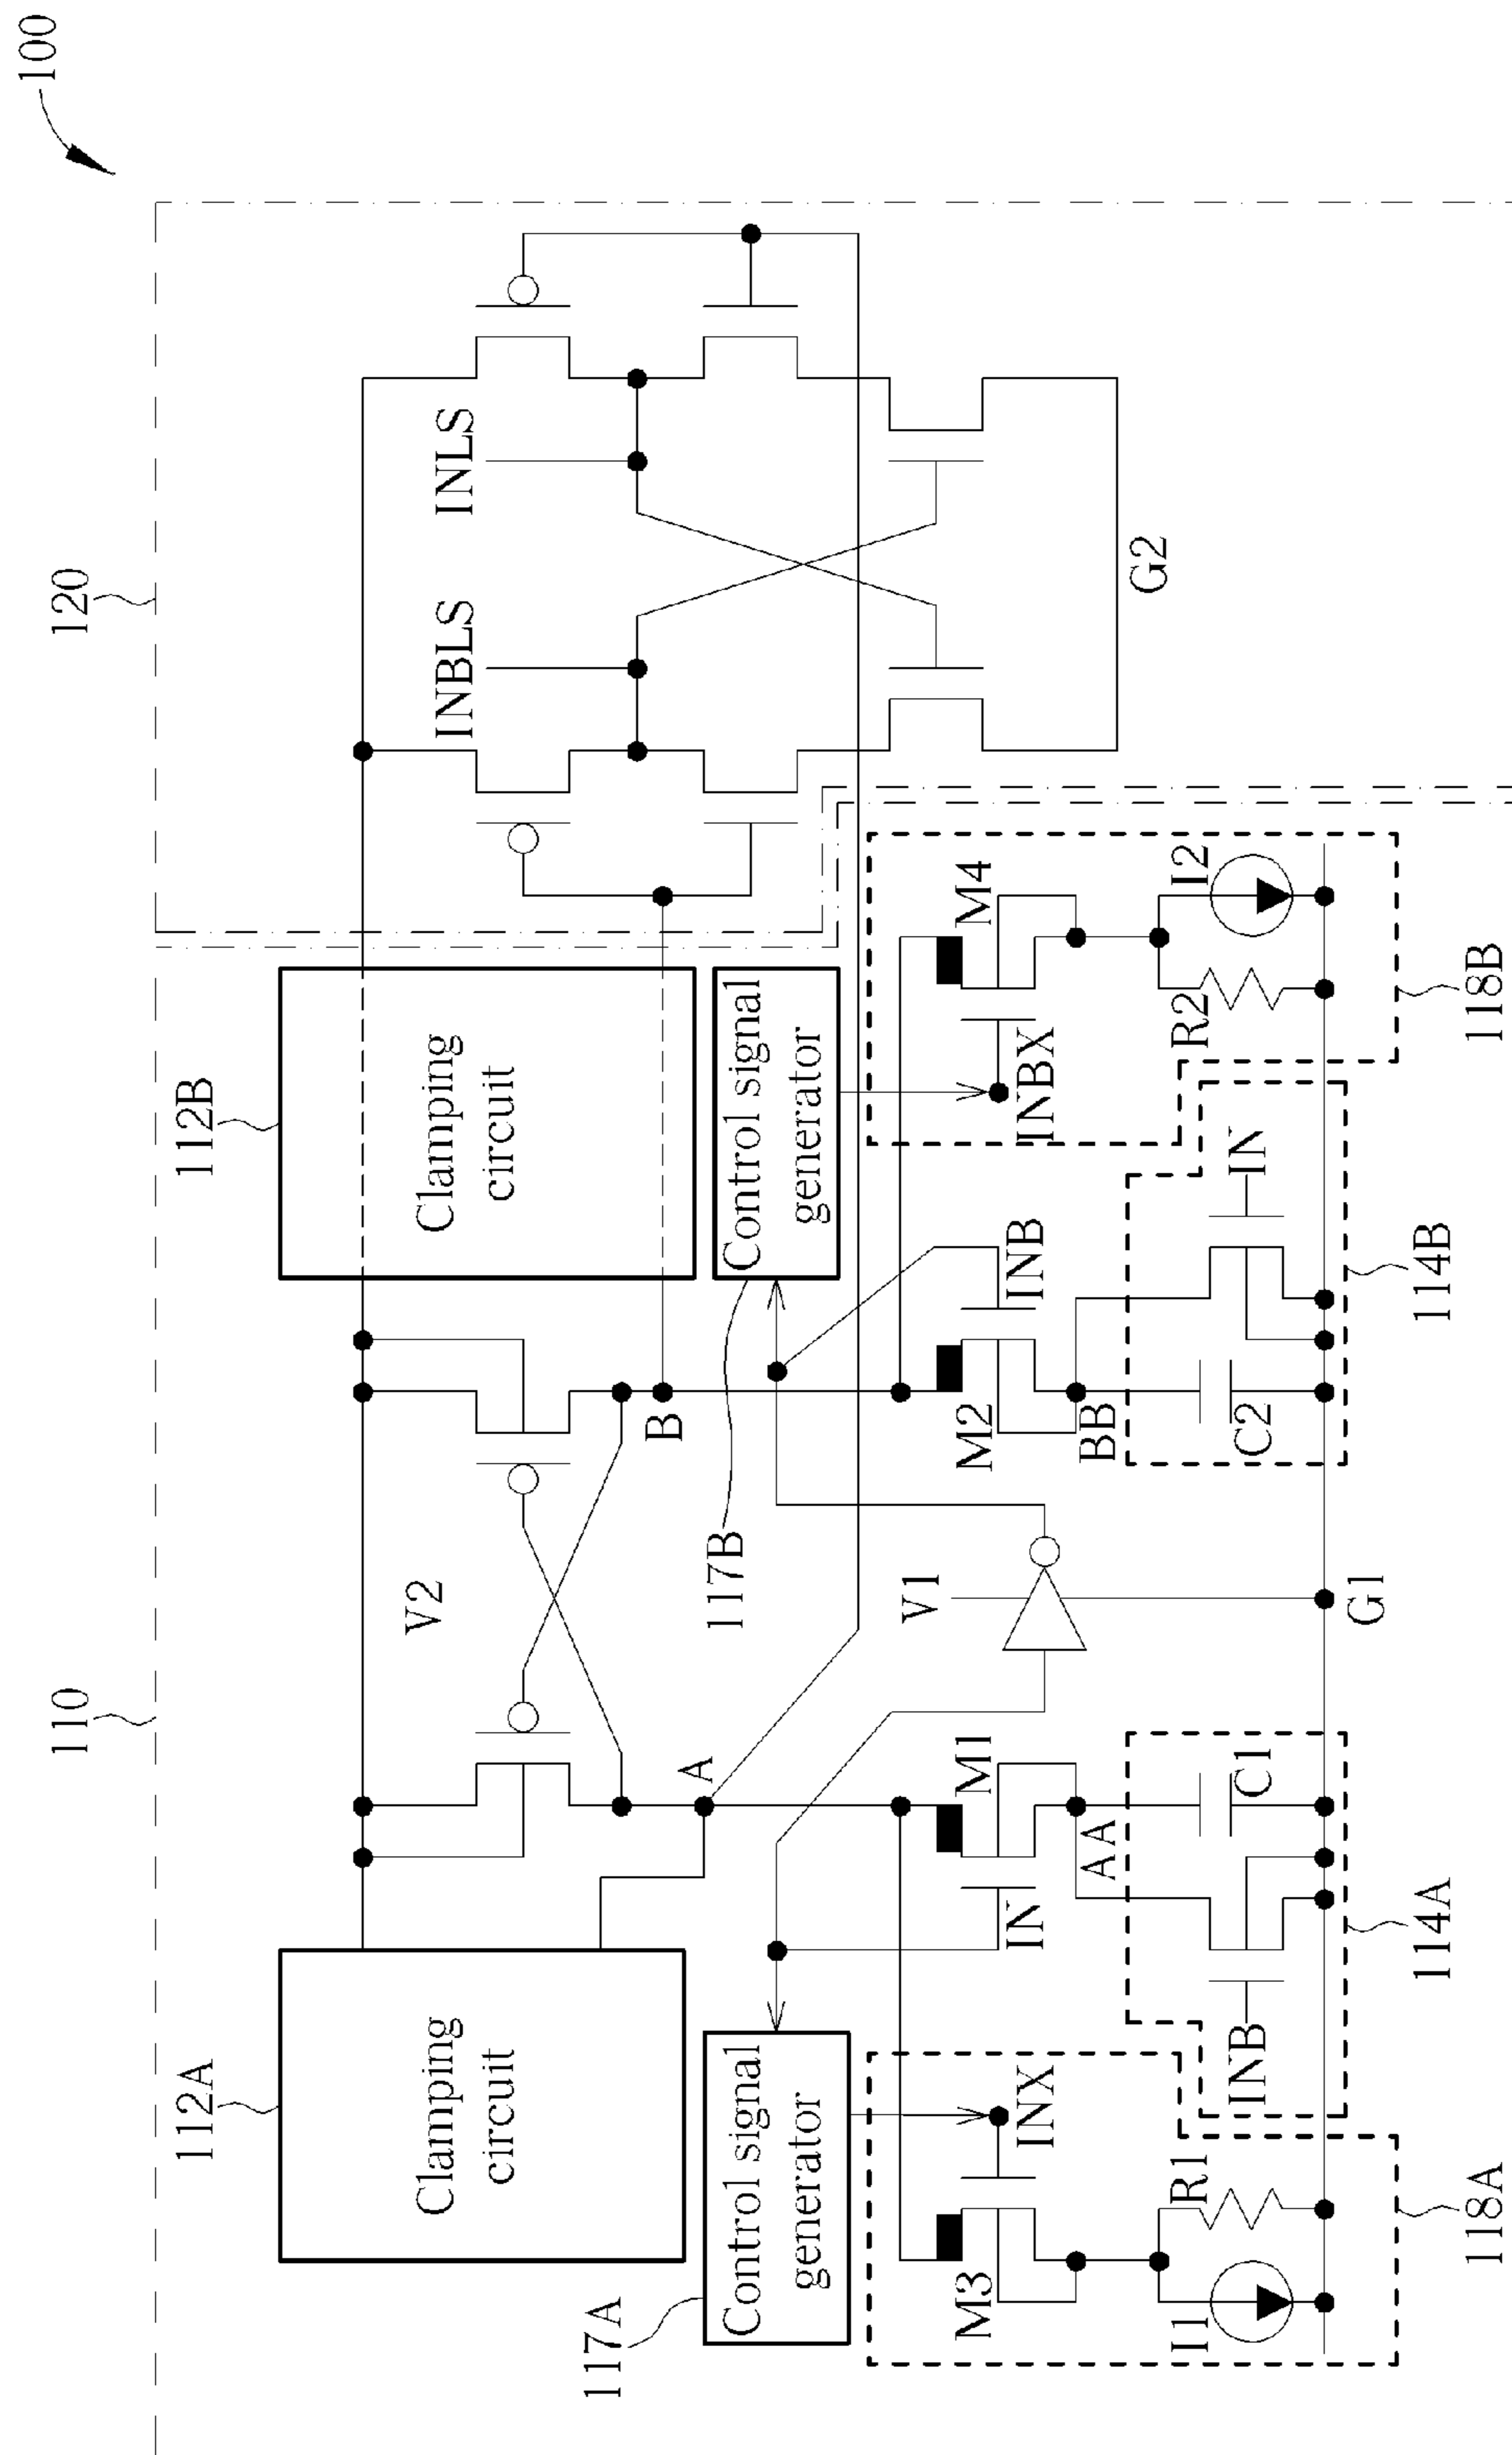 100
110
120
112A
Clamping
circuit
V2
112B
Clamping
circuit
INBLS
INLS
A
B
117A
Control signal
generator
117B
Control signal
generator
V1
G2
M3
INX
IN
M1
M2
INB
INBX
M4
AA
BB
I1
R1
INB
C1
C2
IN
R2
I2
G1
118A
114A
114B
118B